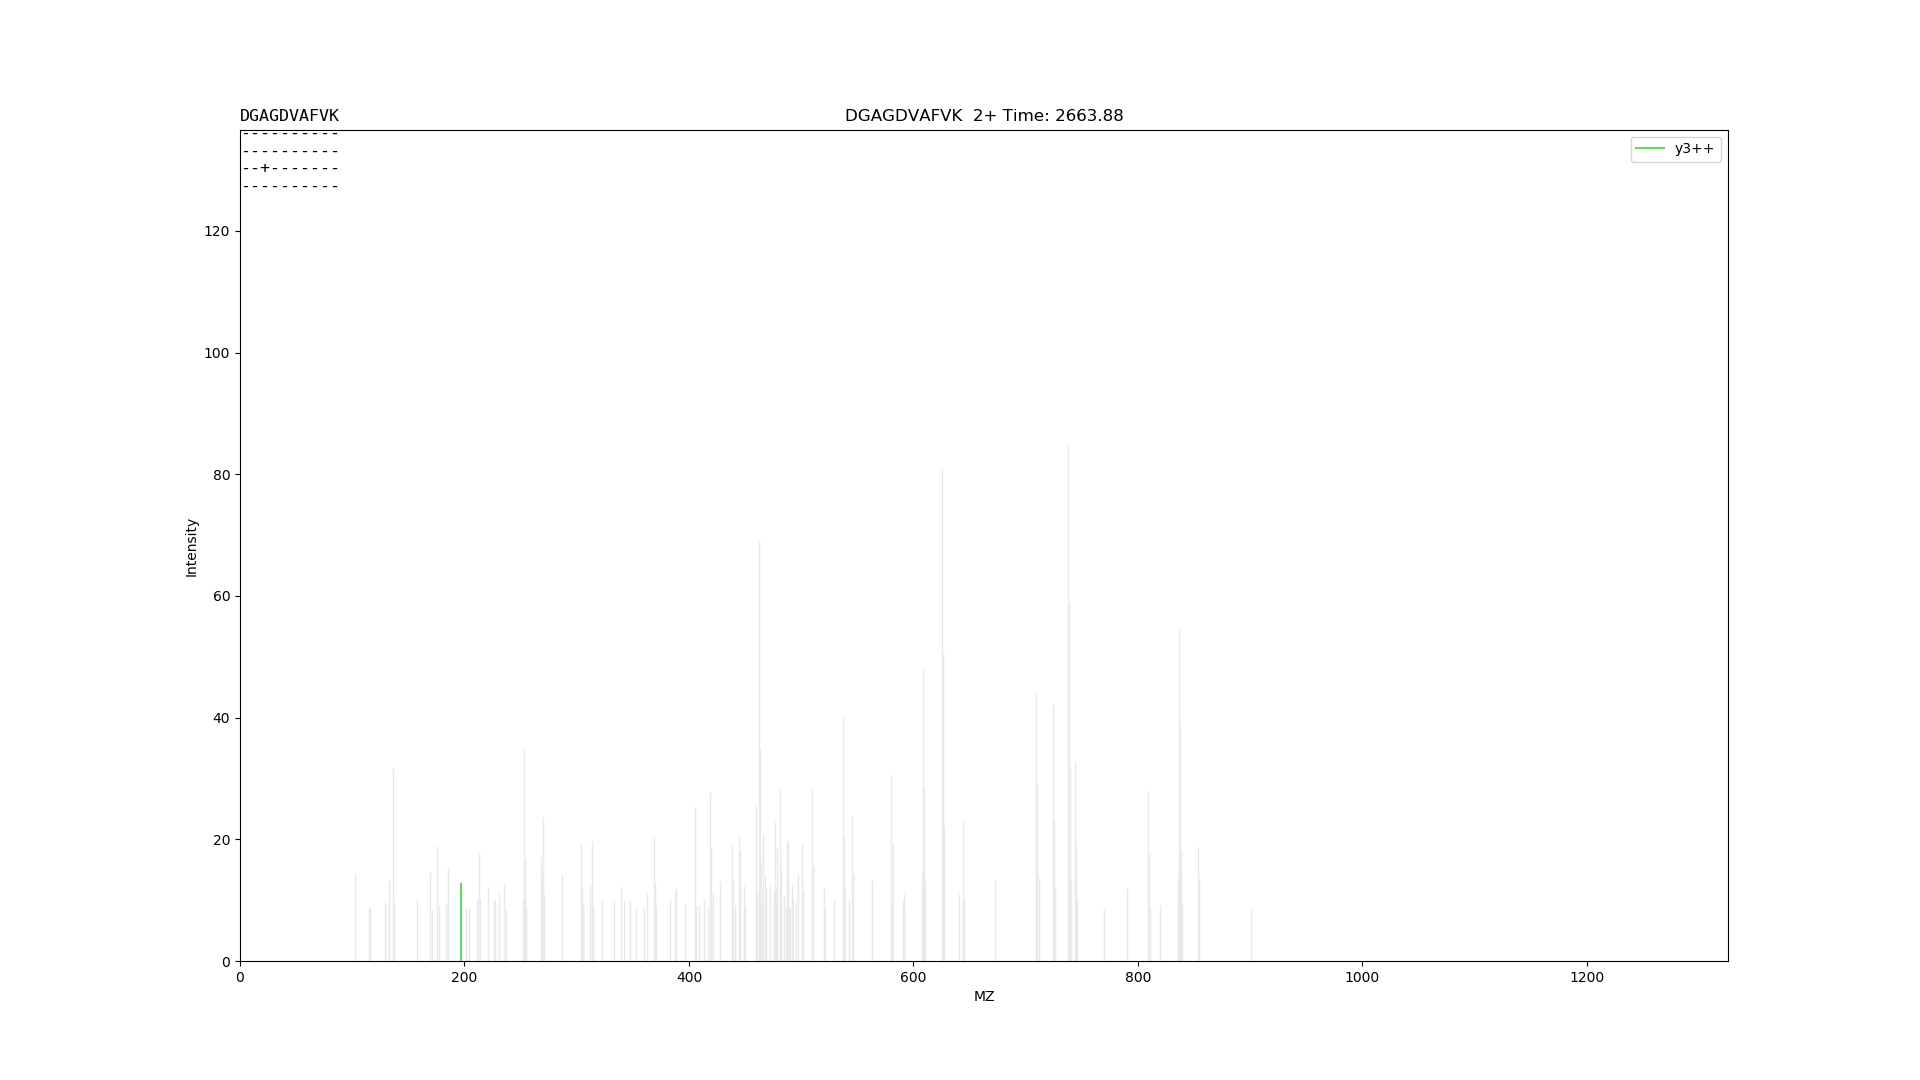 DGAGDVAFVK
DGAGDVAFVK  2+ Time: 2663.88
----------
----------
--+-------
----------
y3++
120
100
80
60
40
20
0
Intensity
0 200 400 600 800 1000 1200
MZ